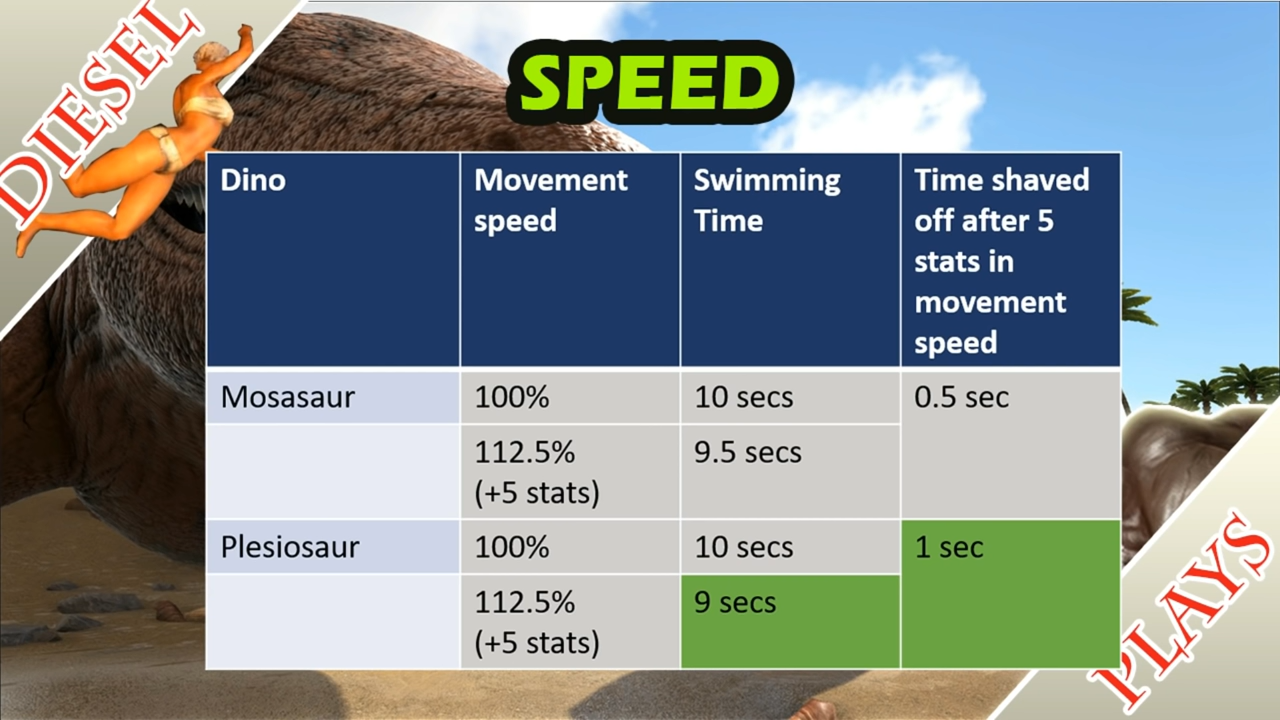 DIESEL
SPEED
Dino
Movement
speed
Swimming
Time
Time shaved
off after 5
stats in
movement
speed
Mosasaur
100%
10 secs
0.5 sec
112.5%
(+5 stats)
9.5 secs
Plesiosaur
100%
10 secs
1 sec
112.5%
(+5 stats)
9 secs
PLAYS